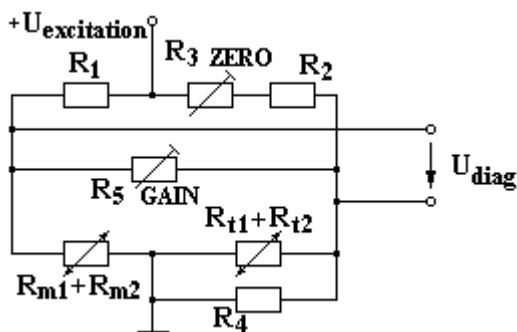 +U excitation
R1 R3 ZERO R2
R5 GAIN
U diag
Rt1+Rt2
Rm1+Rm2
R4